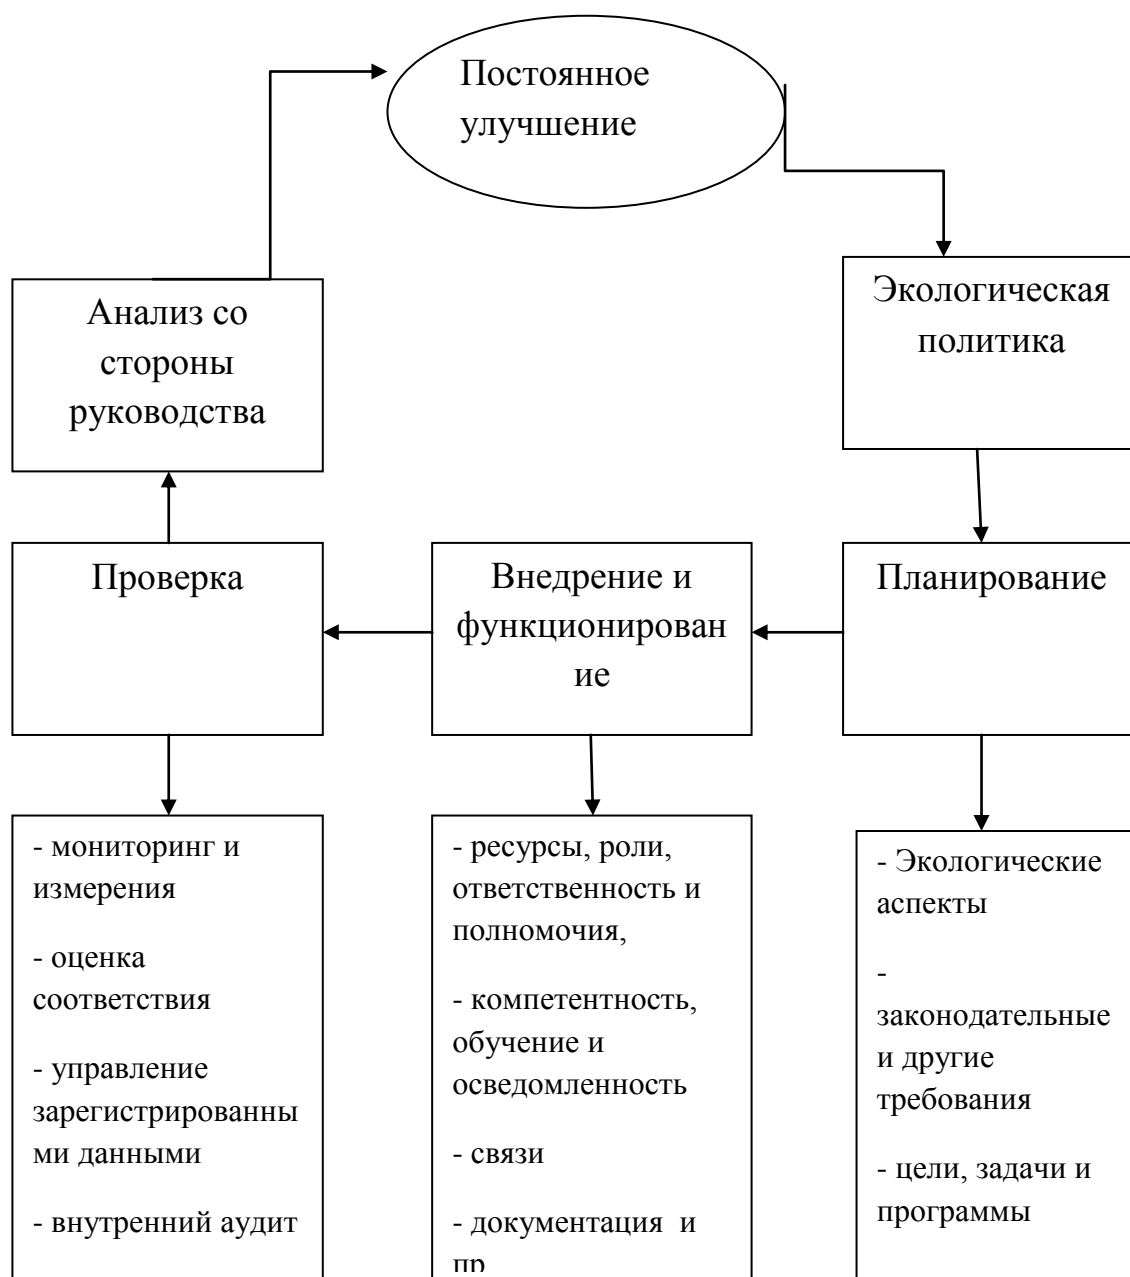 Постоянное
улучшение
Анализ со
стороны
руководства
Экологическая
политика
Проверка
Внедрение и
функционирован
ие
Планирование
- мониторинг и
измерения
- оценка
соответствия
- управление
зарегистрированны
ми данными
- внутренний аудит
- ресурсы, роли,
ответственность и
полномочия,
- компетентность,
обучение и
осведомленность
- связи
- документация и
пр
- Экологические
аспекты
-
законодательные
и другие
требования
- цели, задачи и
программы